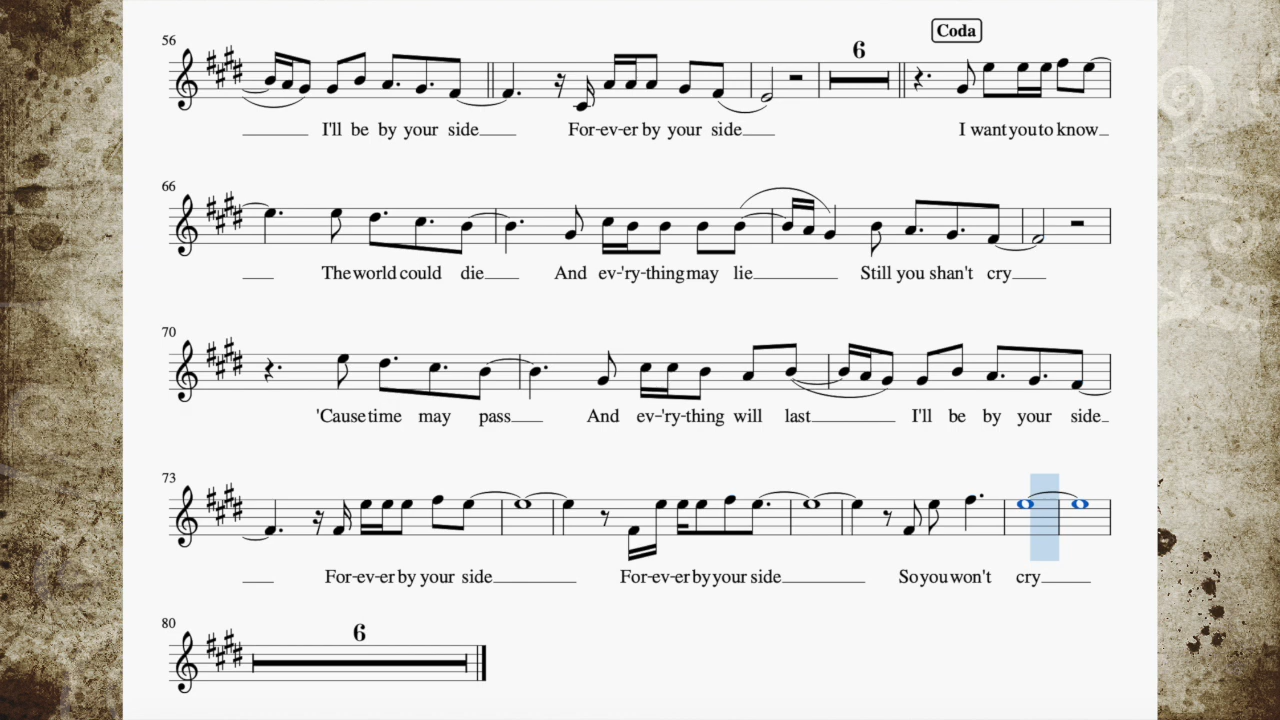 56
6
Coda
I'll be by your side For-ev-er by your side I want you to know
66
The world could die And ev-'ry-thing may lie Still you shan't cry
70
'Cause time may pass And ev-'ry-thing will last I'll be by your side
73
For-ev-er by your side For-ev-er by your side So you won't cry
80
6